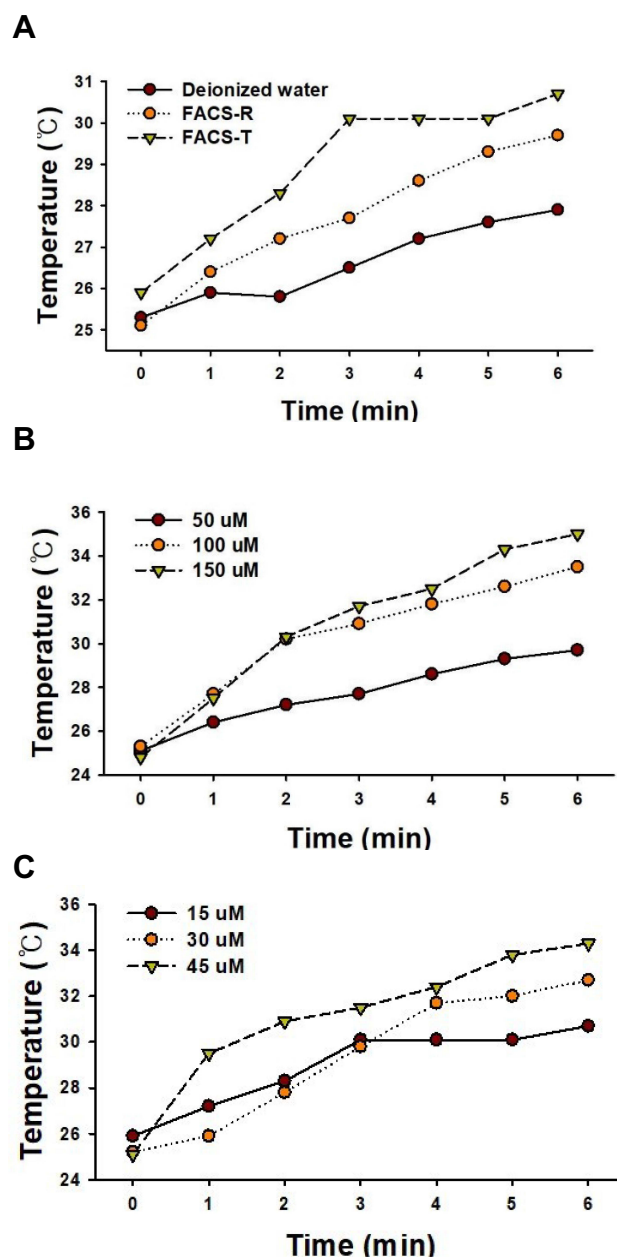 A
Deionized water
FACS-R
FACS-T
Temperature (℃)
31
30
29
28
27
26
25
0 1 2 3 4 5 6
Time (min)
B
50 uM
100 uM
150 uM
Temperature (℃)
36
34
32
30
28
26
24
0 1 2 3 4 5 6
Time (min)
C
15 uM
30 uM
45 uM
Temperature (℃)
36
34
32
30
28
26
24
0 1 2 3 4 5 6
Time (min)